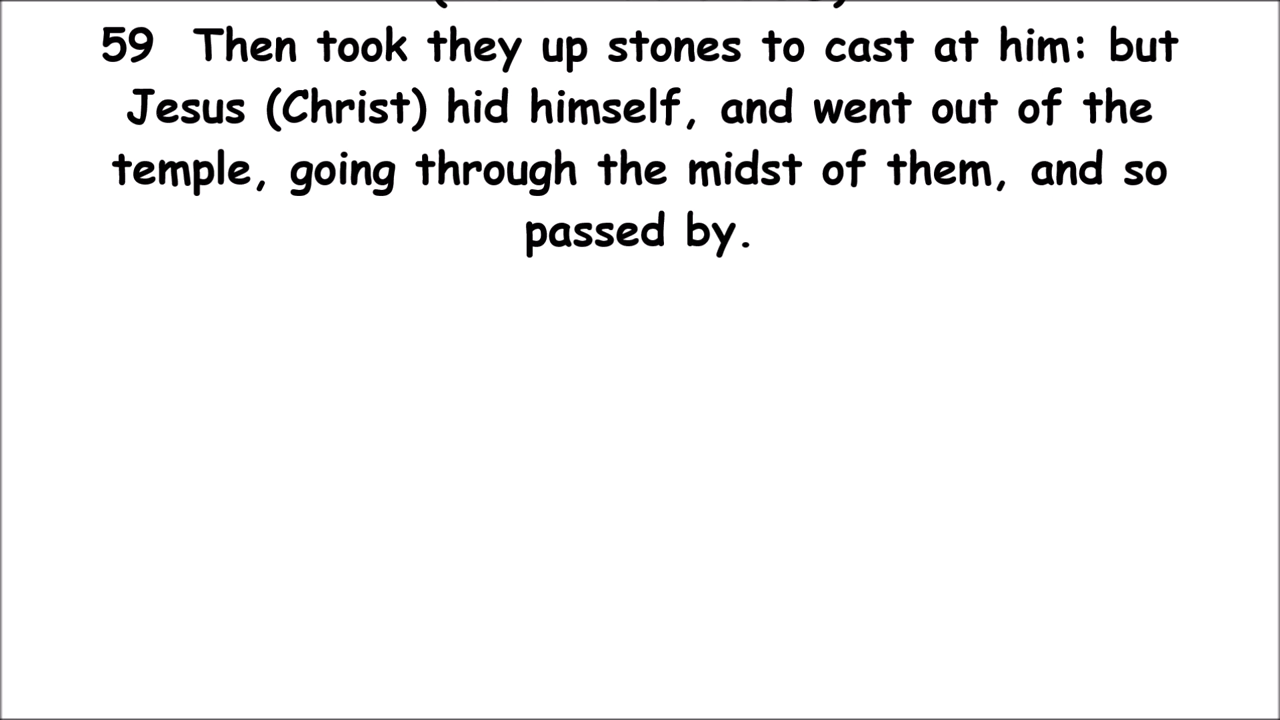 59 Then took they up stones to cast at him: but
Jesus (Christ) hid himself, and went out of the
temple, going through the midst of them, and so
passed by.